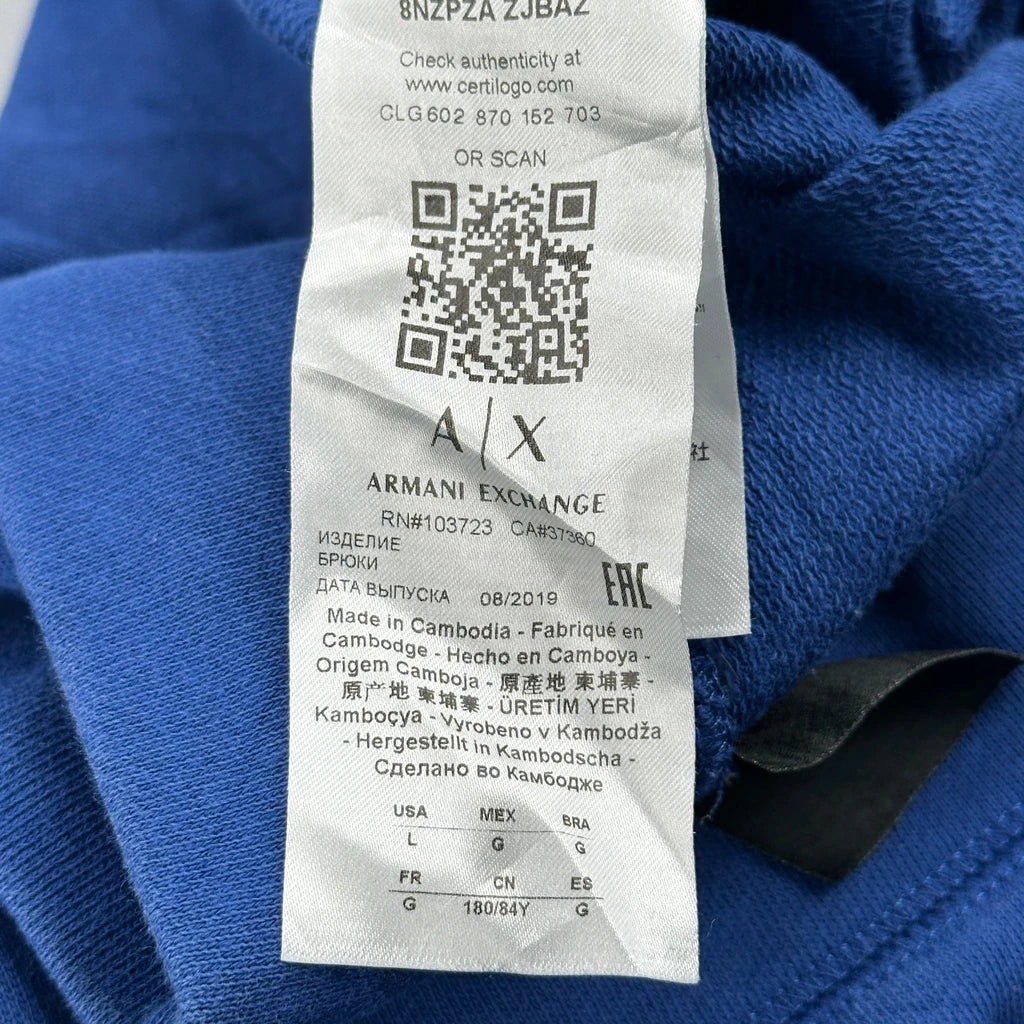 8NZPZA ZJBAZ
Check authenticity at
www.certilogo.com
CLG 602 870 152 703
OR SCAN
A|X
ARMANI EXCHANGE
RN#103723 CA#37360
ИЗДЕЛИЕ
БРЮКИ
ДАТА ВЫПУСКА 08/2019 EAC
Made in Cambodia - Fabriqué en
Cambodge - Hecho en Camboya -
Origem Camboja - 原產地 柬埔寨 -
原产地 柬埔寨 - ÜRETİM YERİ
Kamboçya - Vyrobeno v Kambodža
- Hergestellt in Kambodscha -
Сделано во Камбодже
USA MEX BRA
L G G
FR CN ES
G 180/84Y G
社